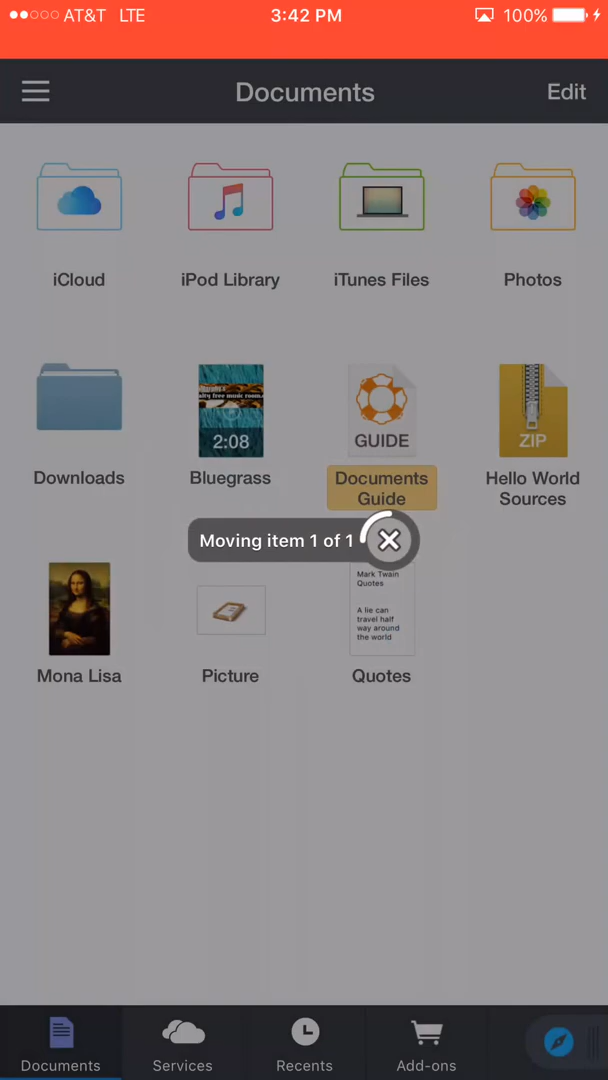 AT&T LTE 3:42 PM 100%
Documents Edit
iCloud iPod Library iTunes Files Photos
2:08 GUIDE ZIP
Downloads Bluegrass Documents Guide Hello World Sources
Moving item 1 of 1
Mark Twain
Quotes
A lie can
travel half
way around
the world
Mona Lisa Picture Quotes
Documents Services Recents Add-ons